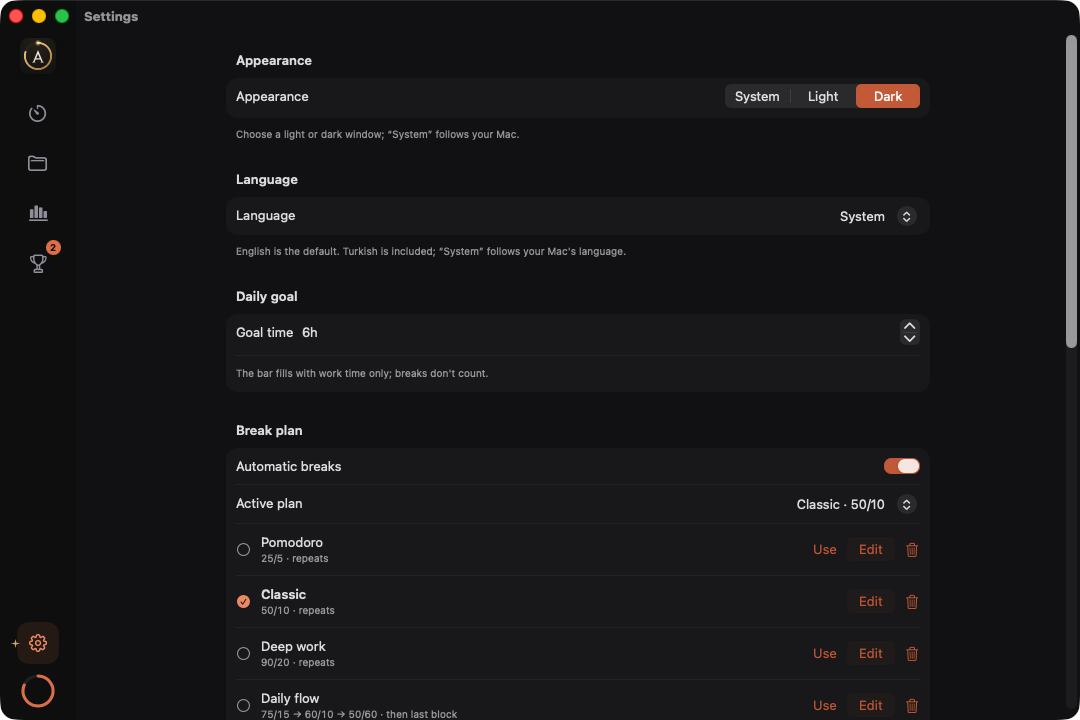 Settings
A
2
Appearance
Appearance System Light Dark
Choose a light or dark window; “System” follows your Mac.
Language
Language System
English is the default. Turkish is included; “System” follows your Mac's language.
Daily goal
Goal time 6h
The bar fills with work time only; breaks don't count.
Break plan
Automatic breaks
Active plan Classic · 50/10
Pomodoro
25/5 · repeats
Use Edit
Classic
50/10 · repeats
Edit
Deep work
90/20 · repeats
Use Edit
Daily flow
75/15 → 60/10 → 50/60 · then last block
Use Edit